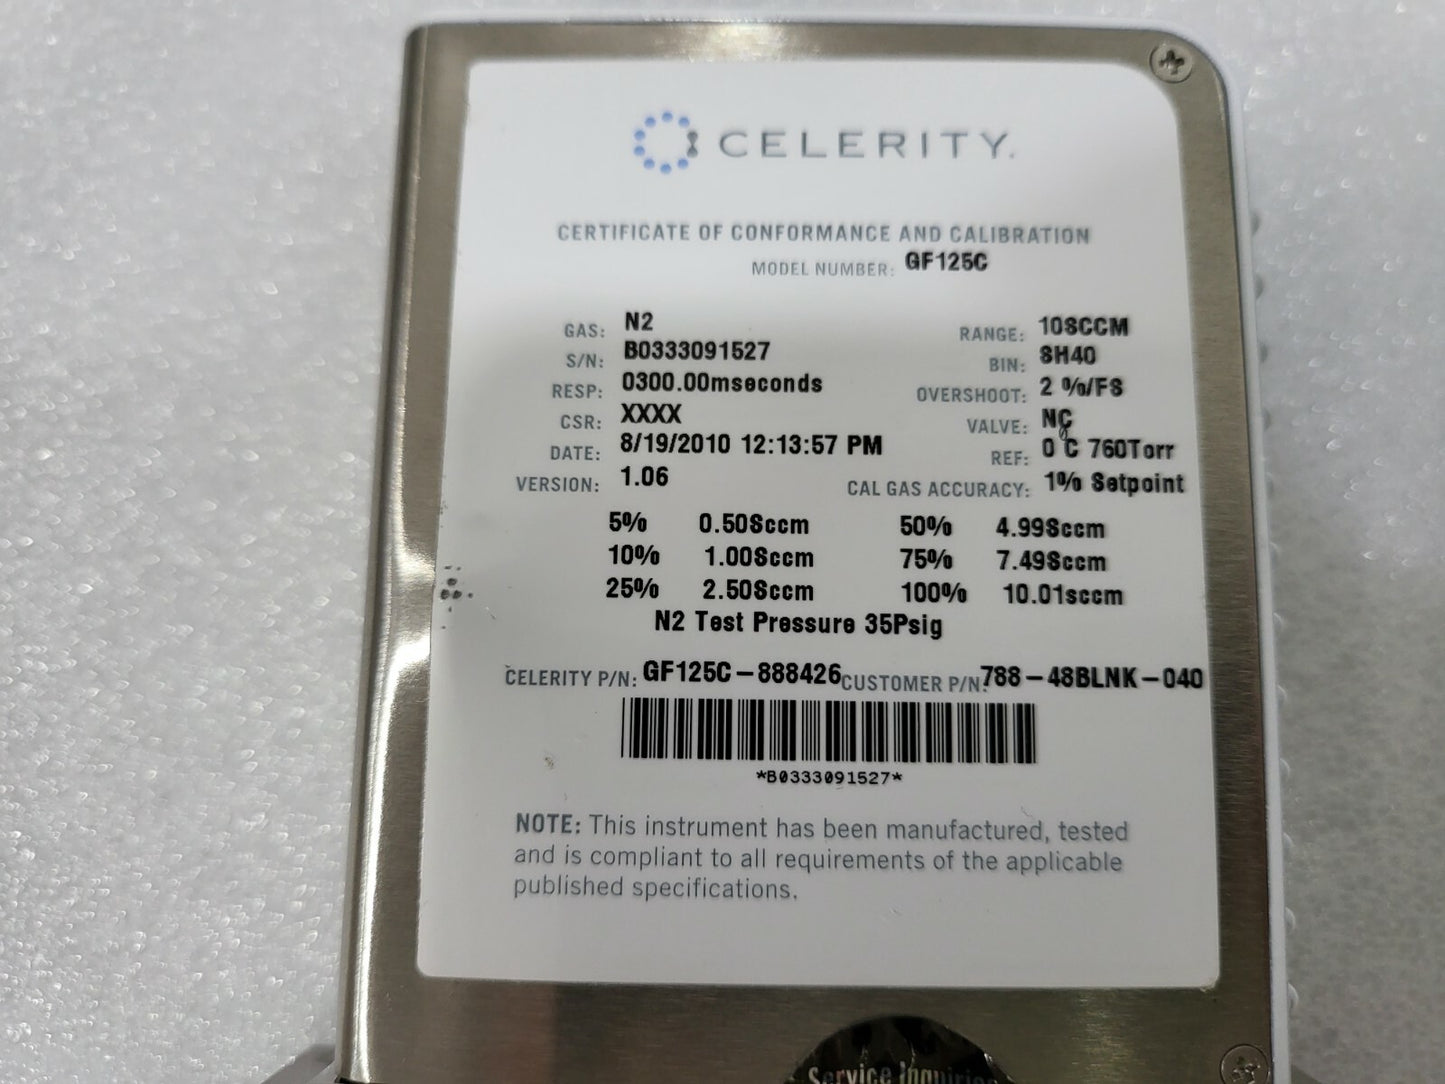 CELERITY.
CERTIFICATE OF CONFORMANCE AND CALIBRATION
MODEL NUMBER: GF125C
GAS: N2 RANGE: 10SCCM
S/N: B0333091527 BIN: SH40
RESP: 0300.00mseconds OVERSHOOT: 2 %/FS
CSR: XXXX VALVE: NC
DATE: 8/19/2010 12:13:57 PM REF: 0 C 760Torr
VERSION: 1.06 CAL GAS ACCURACY: 1% Setpoint
5% 0.50Sccm 50% 4.99Sccm
10% 1.00Sccm 75% 7.49Sccm
25% 2.50Sccm 100% 10.01sccm
N2 Test Pressure 35Psig
CELERITY P/N: GF125C-888426 CUSTOMER P/N: 788-48BLNK-040
*B0333091527*
NOTE: This instrument has been manufactured, tested
and is compliant to all requirements of the applicable
published specifications.
Service Inquiries